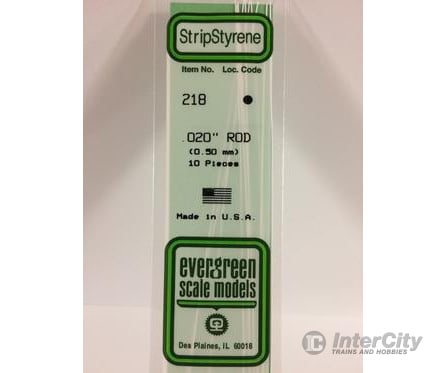 StripStyrene
Item No. Loc. Code
218 ●
.020" ROD
(0.50 mm)
10 Pieces
Made in U.S.A.
evergreen
scale models
Des Plaines, IL 60018
IC InterCity
TRAINS AND HOBBIES